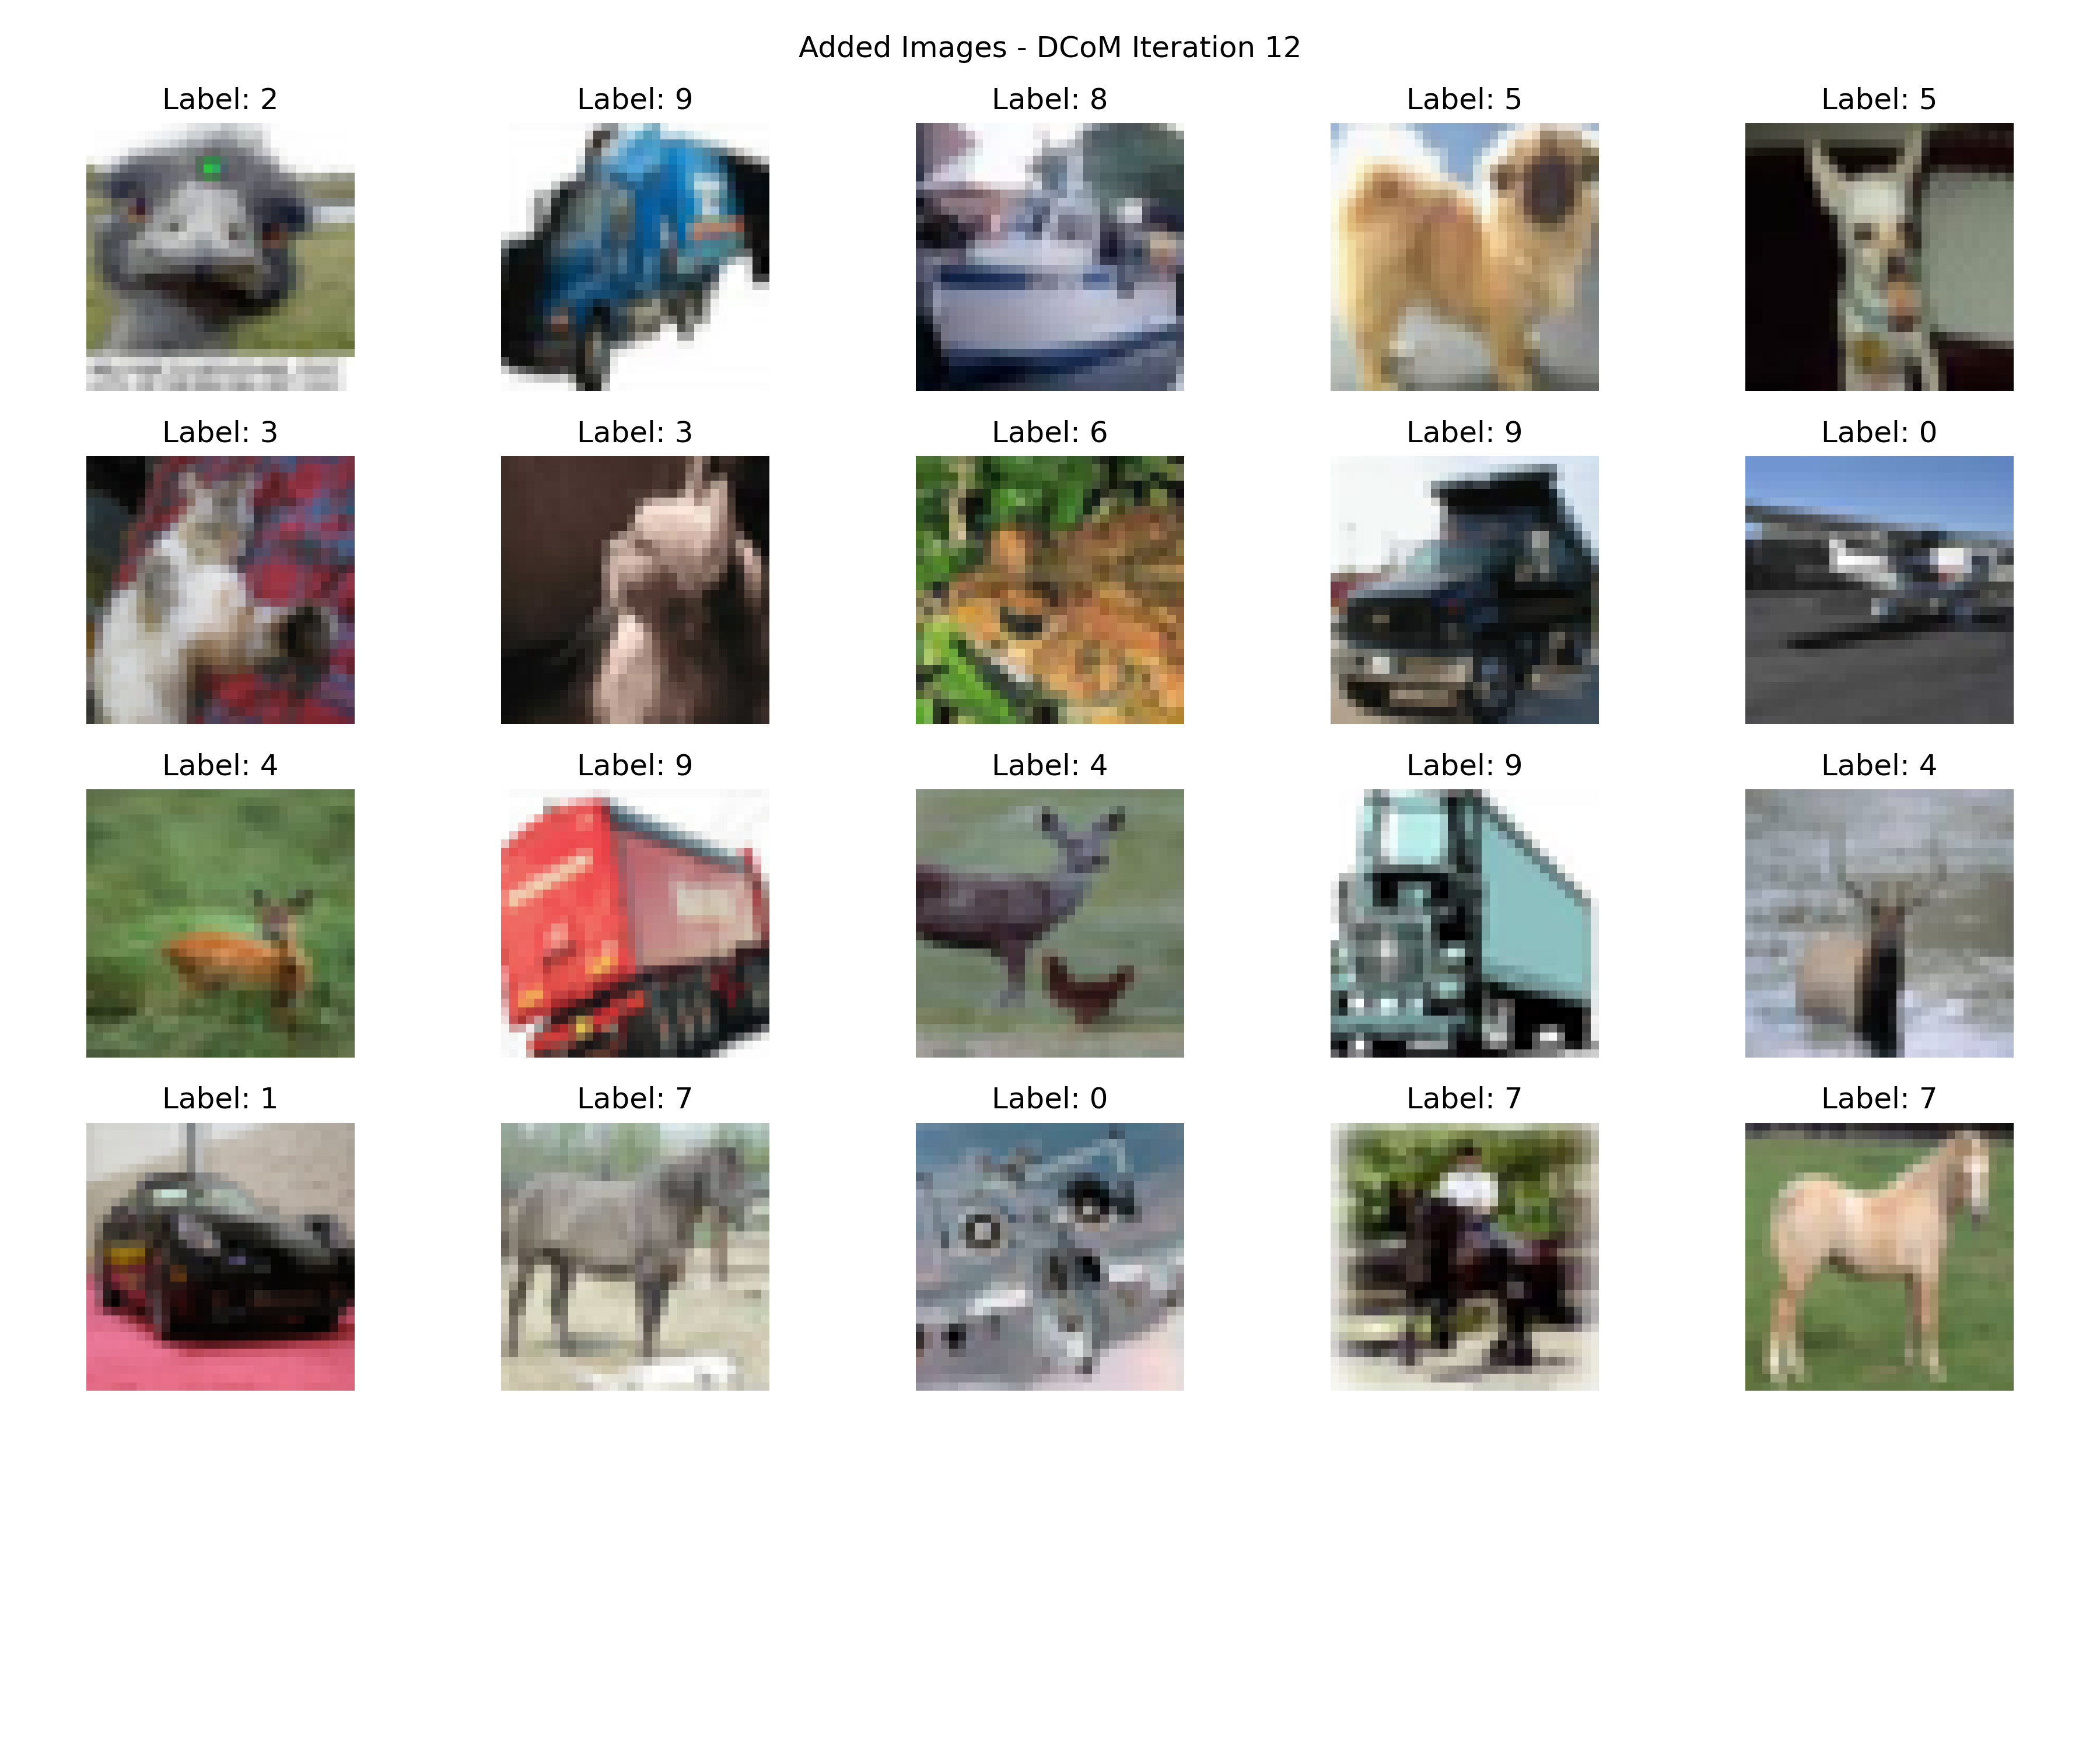 Added Images - DCoM Iteration 12
Label: 2 Label: 9 Label: 8 Label: 5 Label: 5
Label: 3 Label: 3 Label: 6 Label: 9 Label: 0
Label: 4 Label: 9 Label: 4 Label: 9 Label: 4
Label: 1 Label: 7 Label: 0 Label: 7 Label: 7